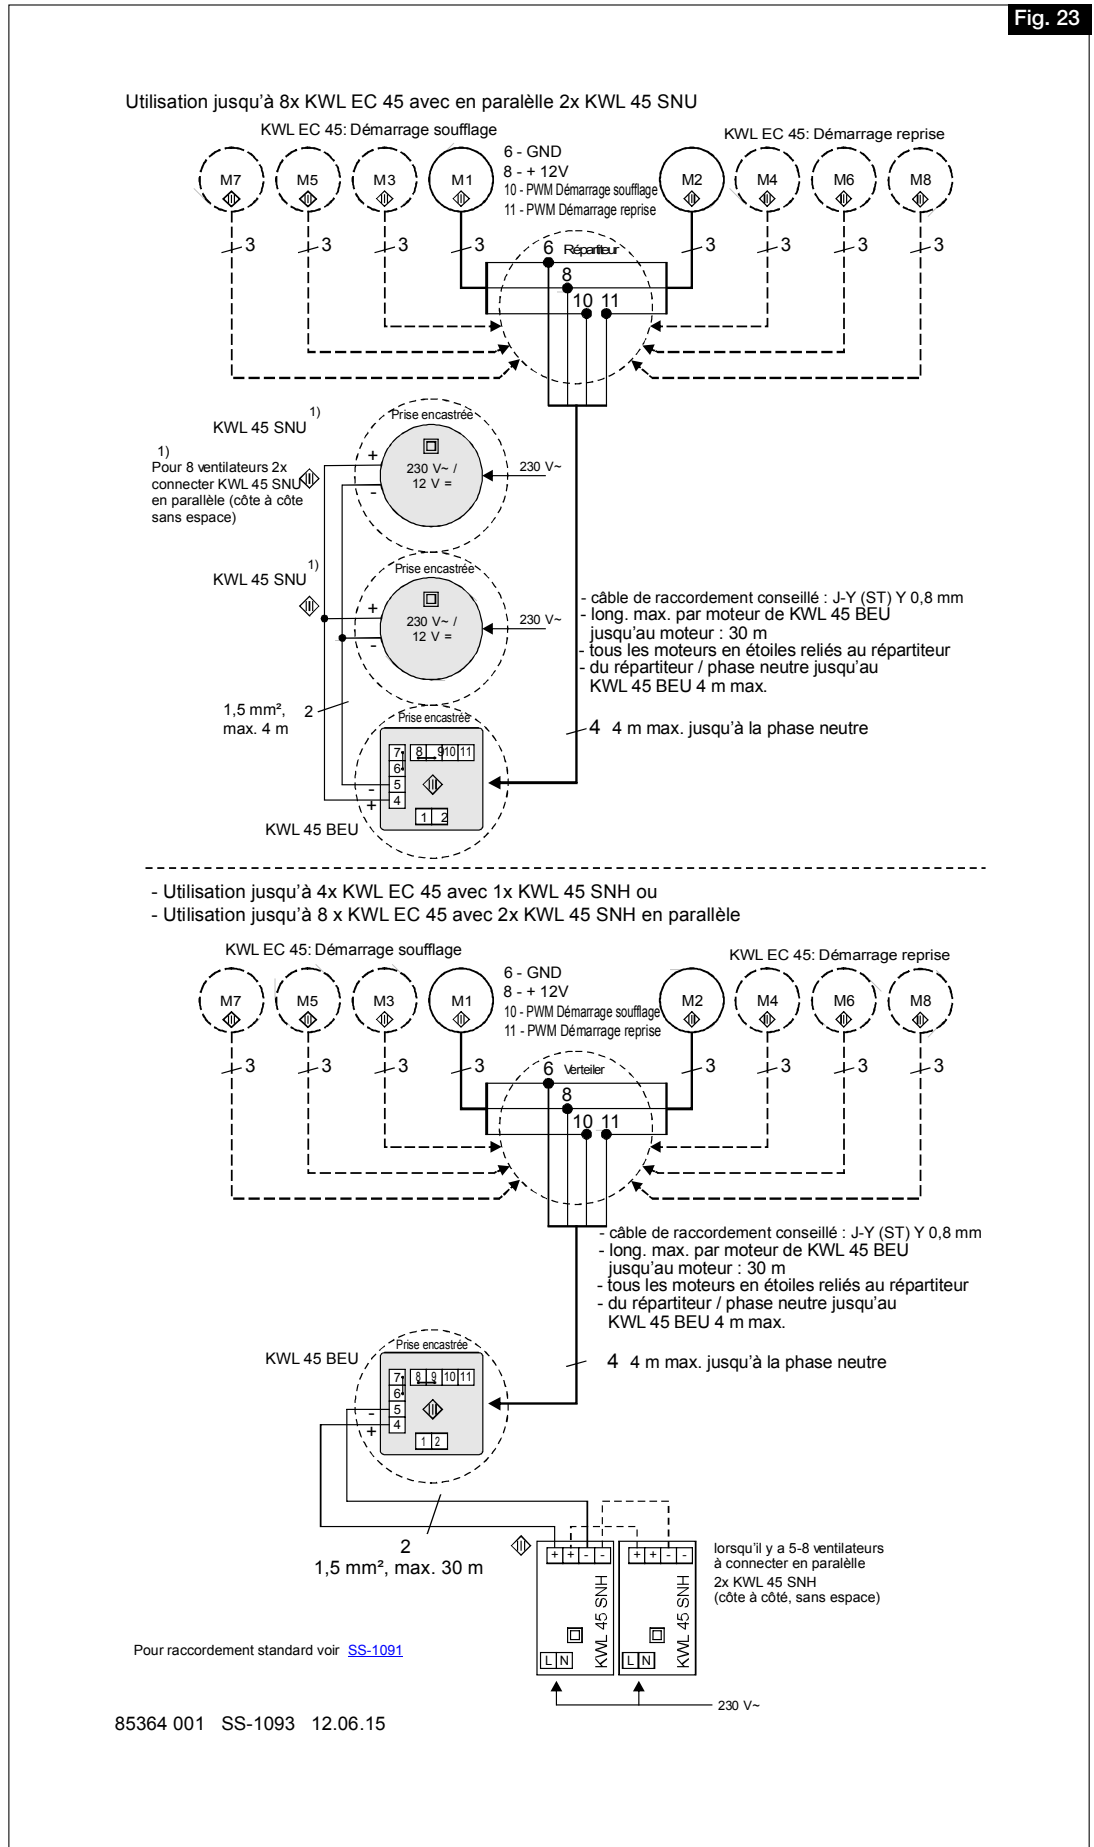 Fig. 23
Utilisation jusqu'à 8x KWL EC 45 avec en paralèlle 2x KWL 45 SNU
KWL EC 45: Démarrage soufflage
KWL EC 45: Démarrage reprise
6 - GND
8 - + 12V
10 - PWM Démarrage soufflage
11 - PWM Démarrage reprise
M7 M5 M3 M1 M2 M4 M6 M8
3 3 3 3 3 3 3 3
6 Répartiteur
8
10 11
KWL 45 SNU 1)
Prise encastrée
1)
Pour 8 ventilateurs 2x
connecter KWL 45 SNU
en parallèle (côte à côte
sans espace)
+
-
230 V~ /
12 V =
230 V~
KWL 45 SNU 1)
Prise encastrée
+
-
230 V~ /
12 V =
230 V~
- câble de raccordement conseillé : J-Y (ST) Y 0,8 mm
- long. max. par moteur de KWL 45 BEU
jusqu'au moteur : 30 m
- tous les moteurs en étoiles reliés au répartiteur
- du répartiteur / phase neutre jusqu'au
KWL 45 BEU 4 m max.
1,5 mm²,
max. 4 m
2
4 4 m max. jusqu'à la phase neutre
Prise encastrée
7 8 9 10 11
6
- 5
+ 4
1 2
KWL 45 BEU
- Utilisation jusqu'à 4x KWL EC 45 avec 1x KWL 45 SNH ou
- Utilisation jusqu'à 8 x KWL EC 45 avec 2x KWL 45 SNH en parallèle
KWL EC 45: Démarrage soufflage
KWL EC 45: Démarrage reprise
6 - GND
8 - + 12V
10 - PWM Démarrage soufflage
11 - PWM Démarrage reprise
M7 M5 M3 M1 M2 M4 M6 M8
3 3 3 3 3 3 3 3
6 Verteiler
8
10 11
- câble de raccordement conseillé : J-Y (ST) Y 0,8 mm
- long. max. par moteur de KWL 45 BEU
jusqu'au moteur : 30 m
- tous les moteurs en étoiles reliés au répartiteur
- du répartiteur / phase neutre jusqu'au
KWL 45 BEU 4 m max.
4 4 m max. jusqu'à la phase neutre
KWL 45 BEU
Prise encastrée
7 8 9 10 11
6
- 5
+ 4
1 2
2
1,5 mm², max. 30 m
+ + - - + + - -
KWL 45 SNH
KWL 45 SNH
L N L N
lorsqu'il y a 5-8 ventilateurs
à connecter en paralèlle
2x KWL 45 SNH
(côte à côté, sans espace)
230 V~
Pour raccordement standard voir SS-1091
85364 001 SS-1093 12.06.15